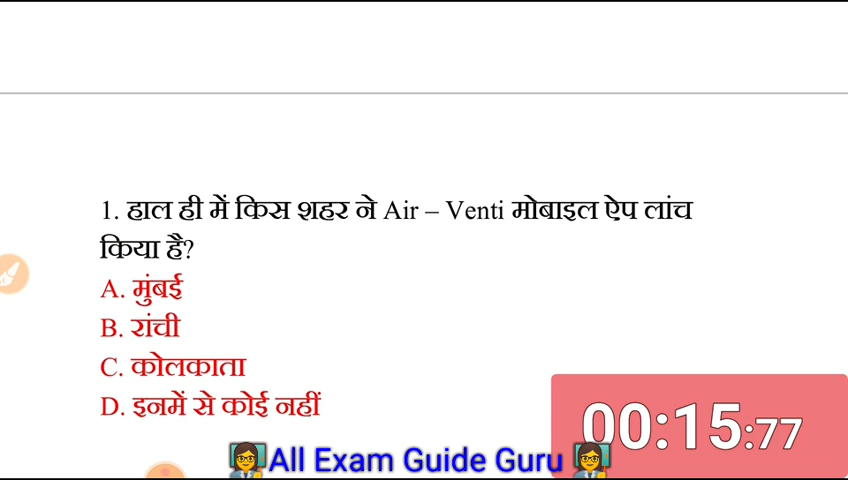 1. हाल ही में किस शहर ने Air – Venti मोबाइल ऐप लांच
किया है?
A. मुंबई
B. रांची
C. कोलकाता
D. इनमें से कोई नहीं
00:15:77
All Exam Guide Guru